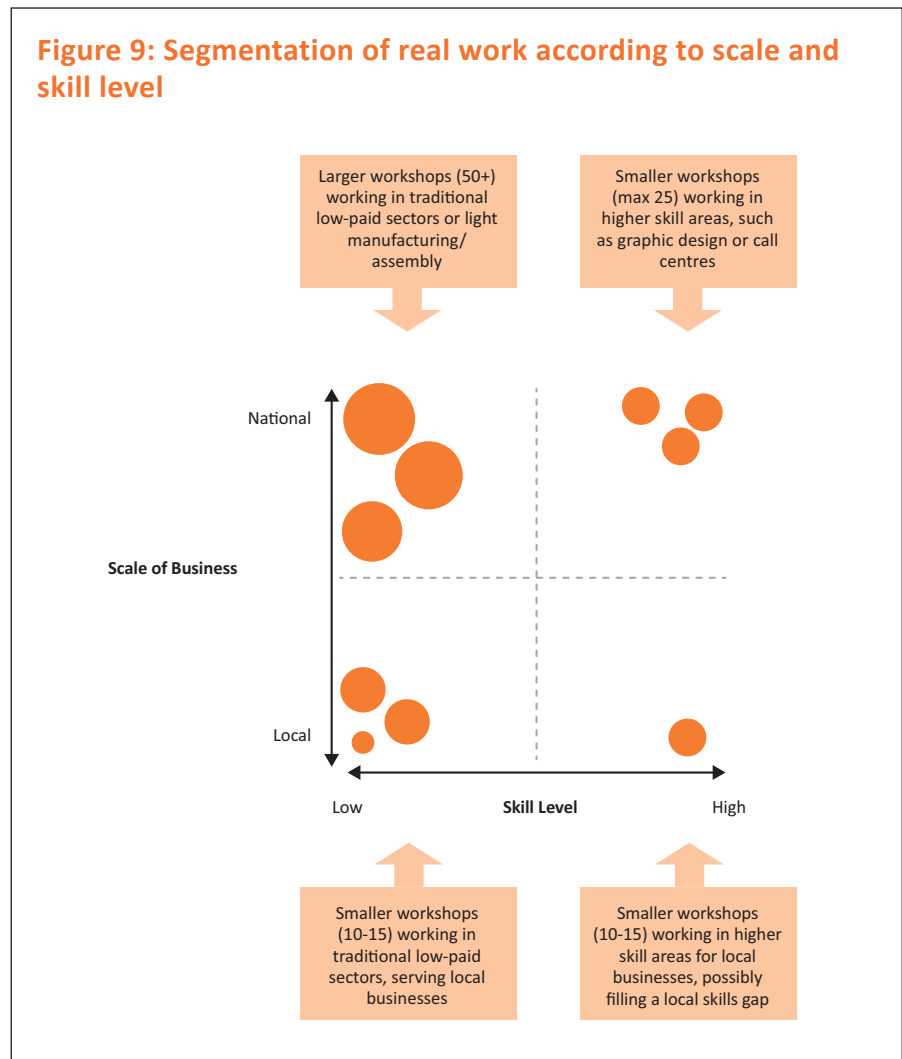 Figure 9: Segmentation of real work according to scale and
skill level
Larger workshops (50+)
working in traditional
low-paid sectors or light
manufacturing/
assembly
Smaller workshops
(max 25) working in
higher skill areas, such
as graphic design or call
centres
National
Scale of Business
Local
Low
Skill Level
High
Smaller workshops
(10-15) working in
traditional low-paid
sectors, serving local
businesses
Smaller workshops
(10-15) working in higher
skill areas for local
businesses, possibly
filling a local skills gap